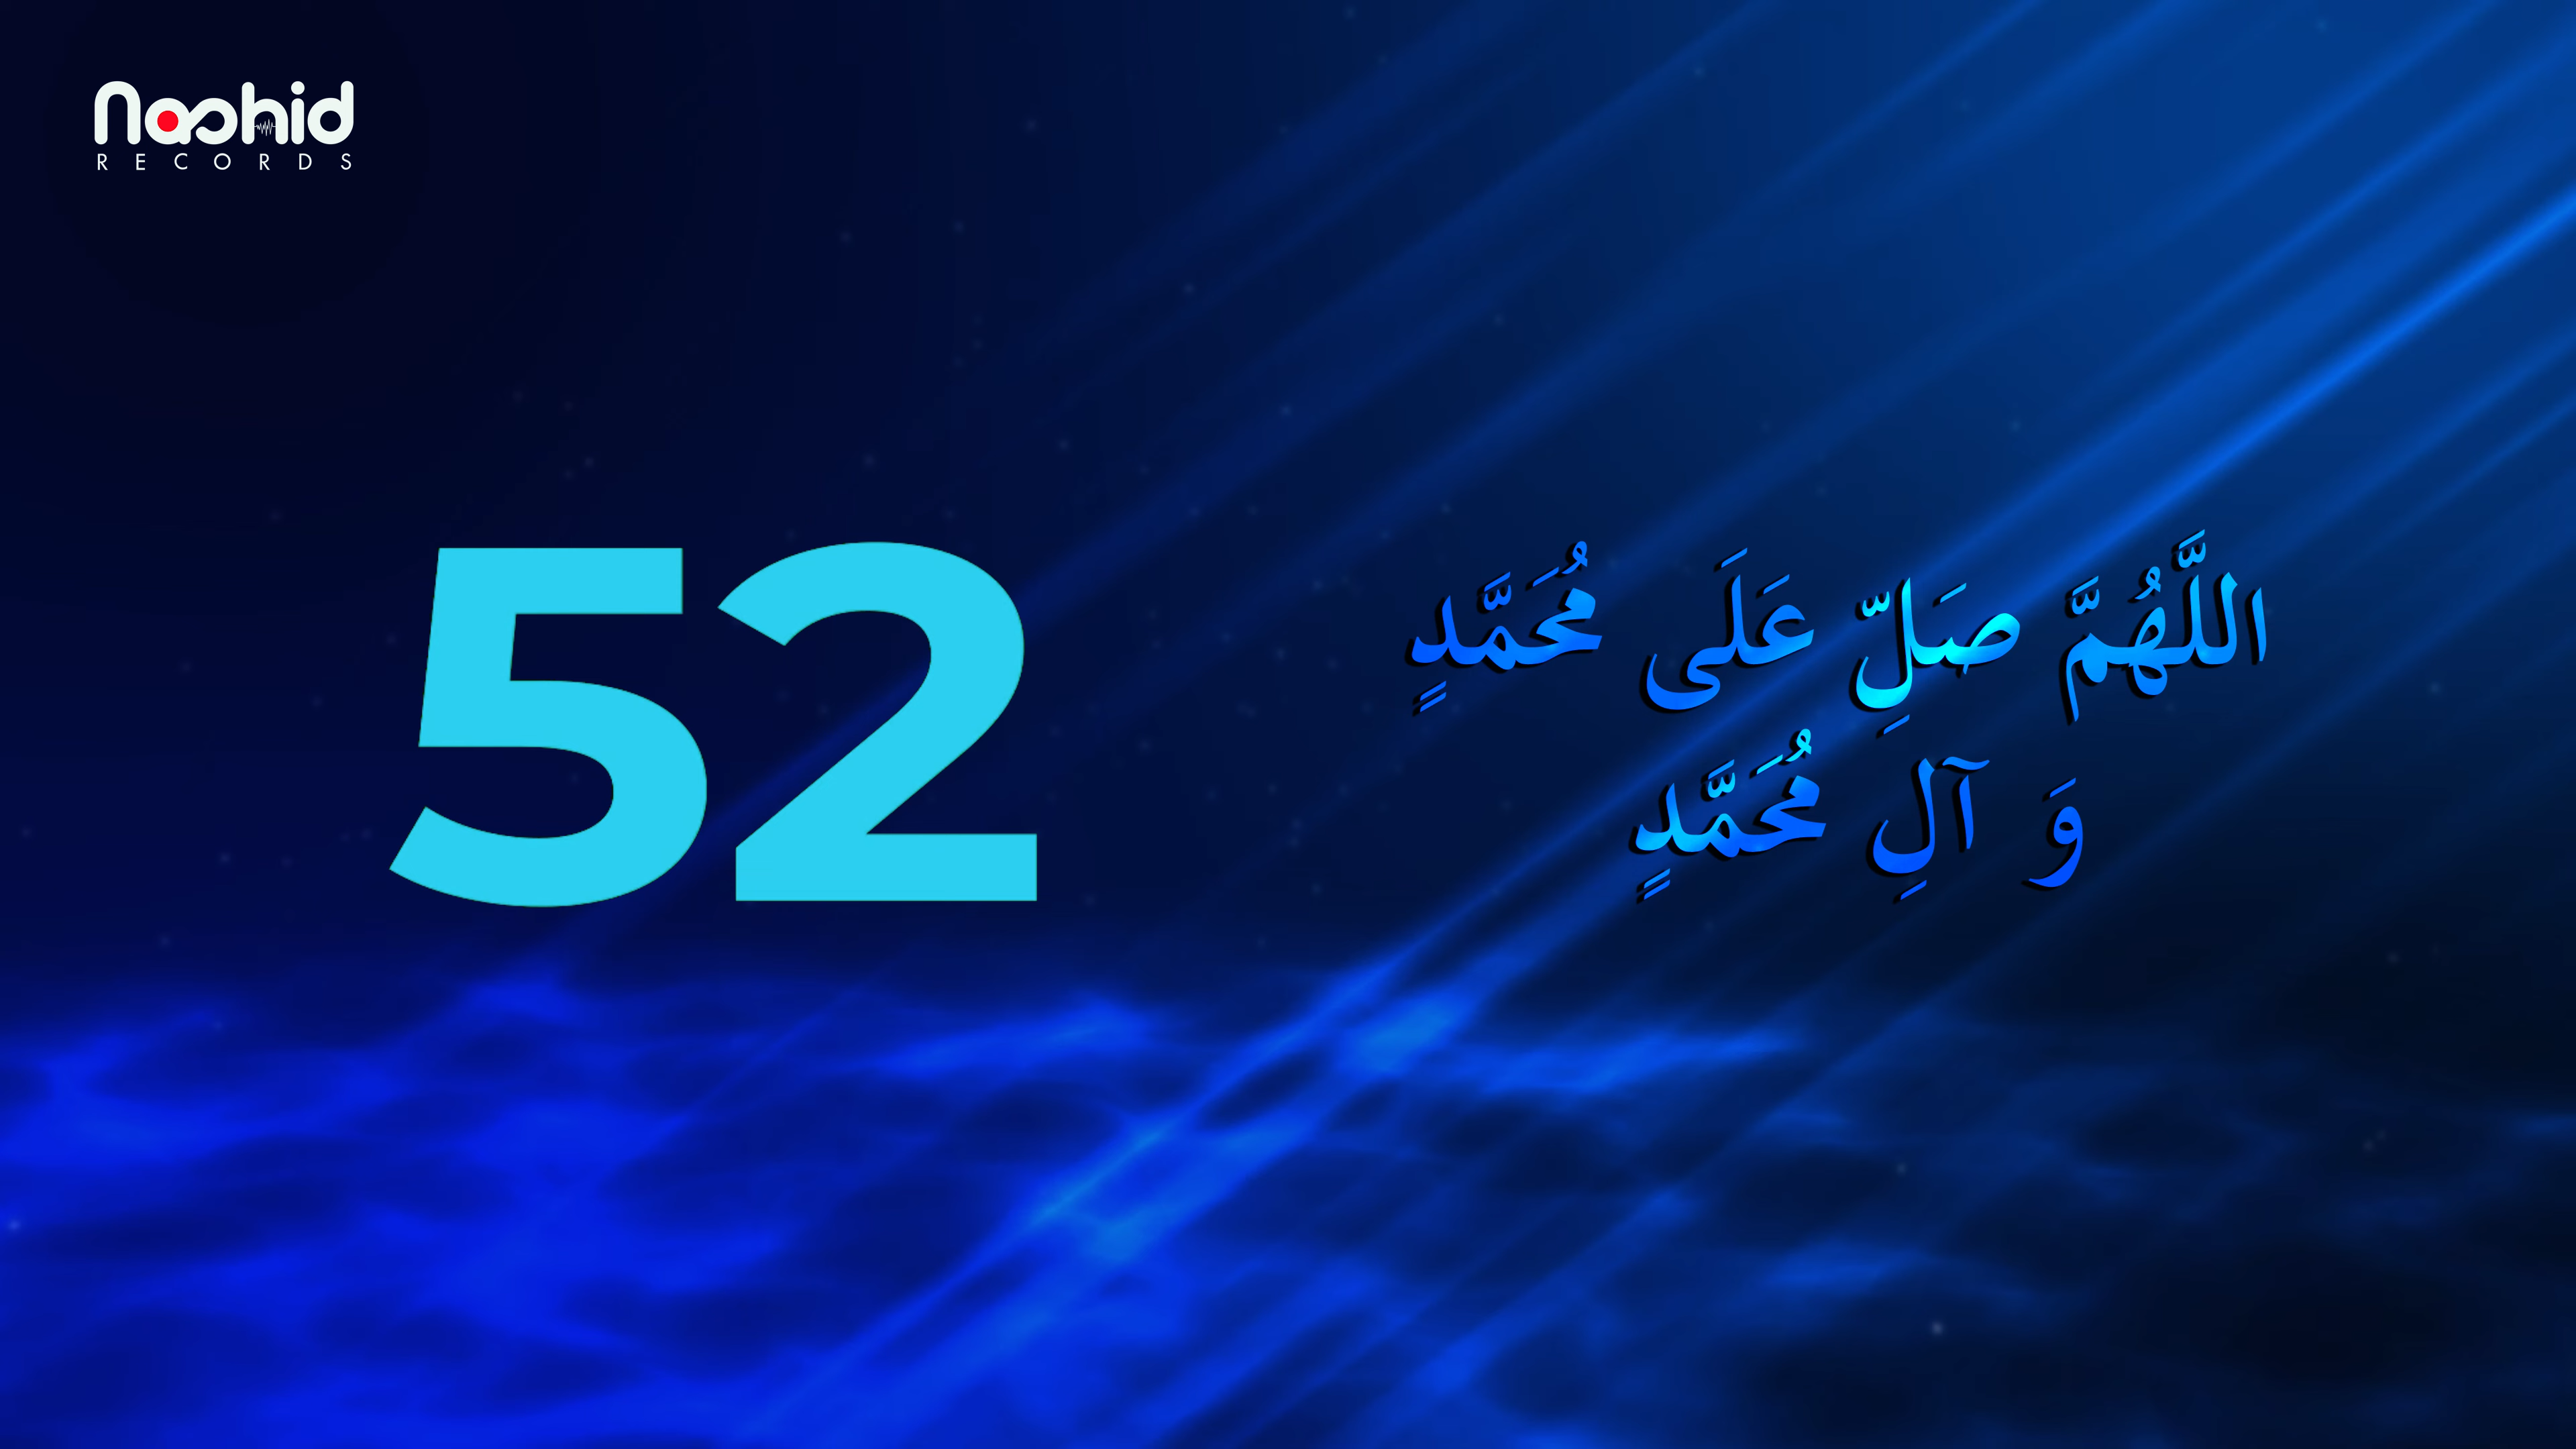 Nashid
RECORDS
52
اللَّهُمَّ صَلِّ عَلَى مُحَمَّدٍ
وَ آلِ مُحَمَّدٍ